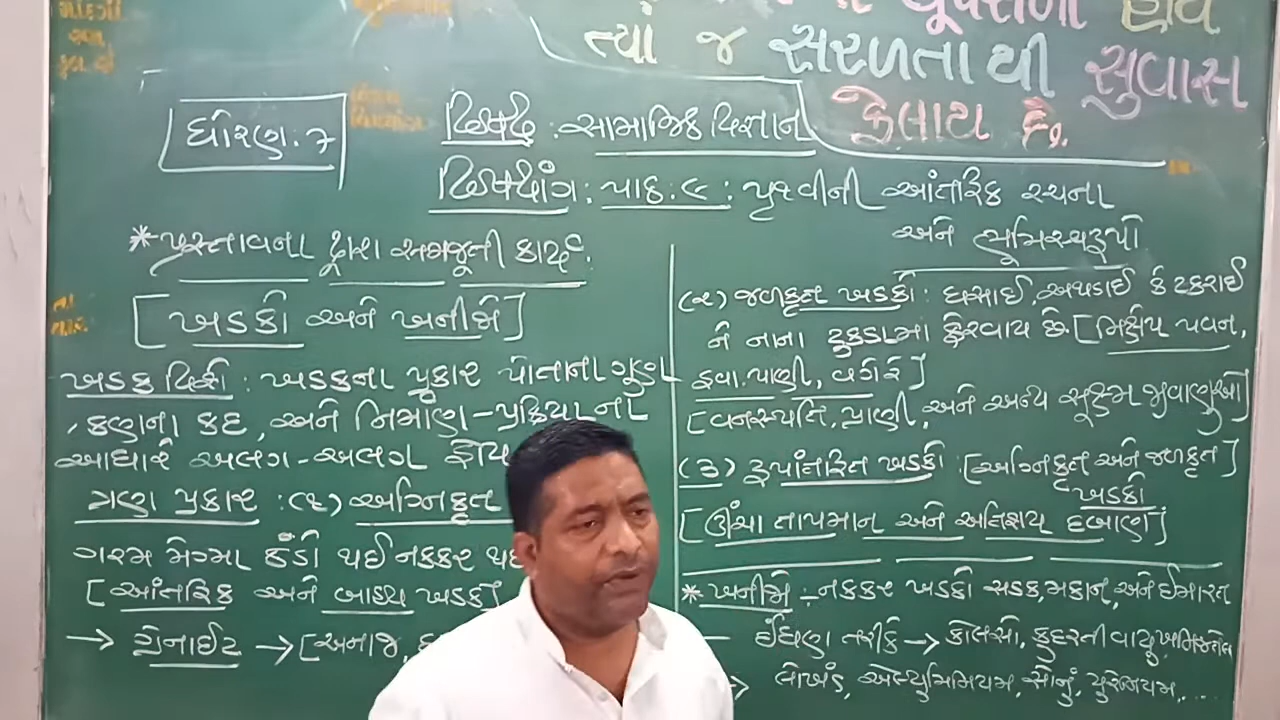 ત્યાં જ સરળતાથી સુવાસ
ફેલાય છે.
ધોરણ : ૭
વિષય : સામાજિક વિજ્ઞાન
વિષયાંગ : પાઠ : ૯ : પૃથ્વીની આંતરિક રચના
અને ભૂમિસ્વરૂપો
* પ્રસ્તાવના દ્વારા સમજૂતી કાર્ય :
[ ખડકો અને ખનીજો ]
ખડક વિશે : ખડકના પ્રકાર પોતાના ગુણ
, કણના કદ, અને નિર્માણ-પ્રક્રિયાના
આધારે અલગ-અલગ હોય
ત્રણ પ્રકાર : (૧) અગ્નિકૃત
ગરમ મેગ્મા ઠંડો થઈ નક્કર થઈ
[ આંતરિક અને બાહ્ય ખડક ]
→ ગ્રેનાઈટ → [ અનાજ,
(૨) જળકૃત ખડકો : ઘસાઈ, અથડાઈ કે ટકરાઈ
ને નાના ટુકડામાં ફેરવાય છે. [ નિક્ષેપ પવન,
હવા, પાણી, વગેરે ]
[ વનસ્પતિ, પ્રાણી, અને અન્ય સૂક્ષ્મ જીવાણુઓ ]
(૩) રૂપાંતરિત ખડકો : [ અગ્નિકૃત અને જળકૃત ]
ખડકો
[ ઊંચા તાપમાન અને અતિશય દબાણ ]
* ખનીજો :- નક્કર ખડકો સડક, મકાન, અને ઈમારત
ઈંધણ તરીકે → કોલસો, કુદરતી વાયુ, ખનિજતેલ
→ લોખંડ, એલ્યુમિનિયમ, સોનું, યુરેનિયમ, ....